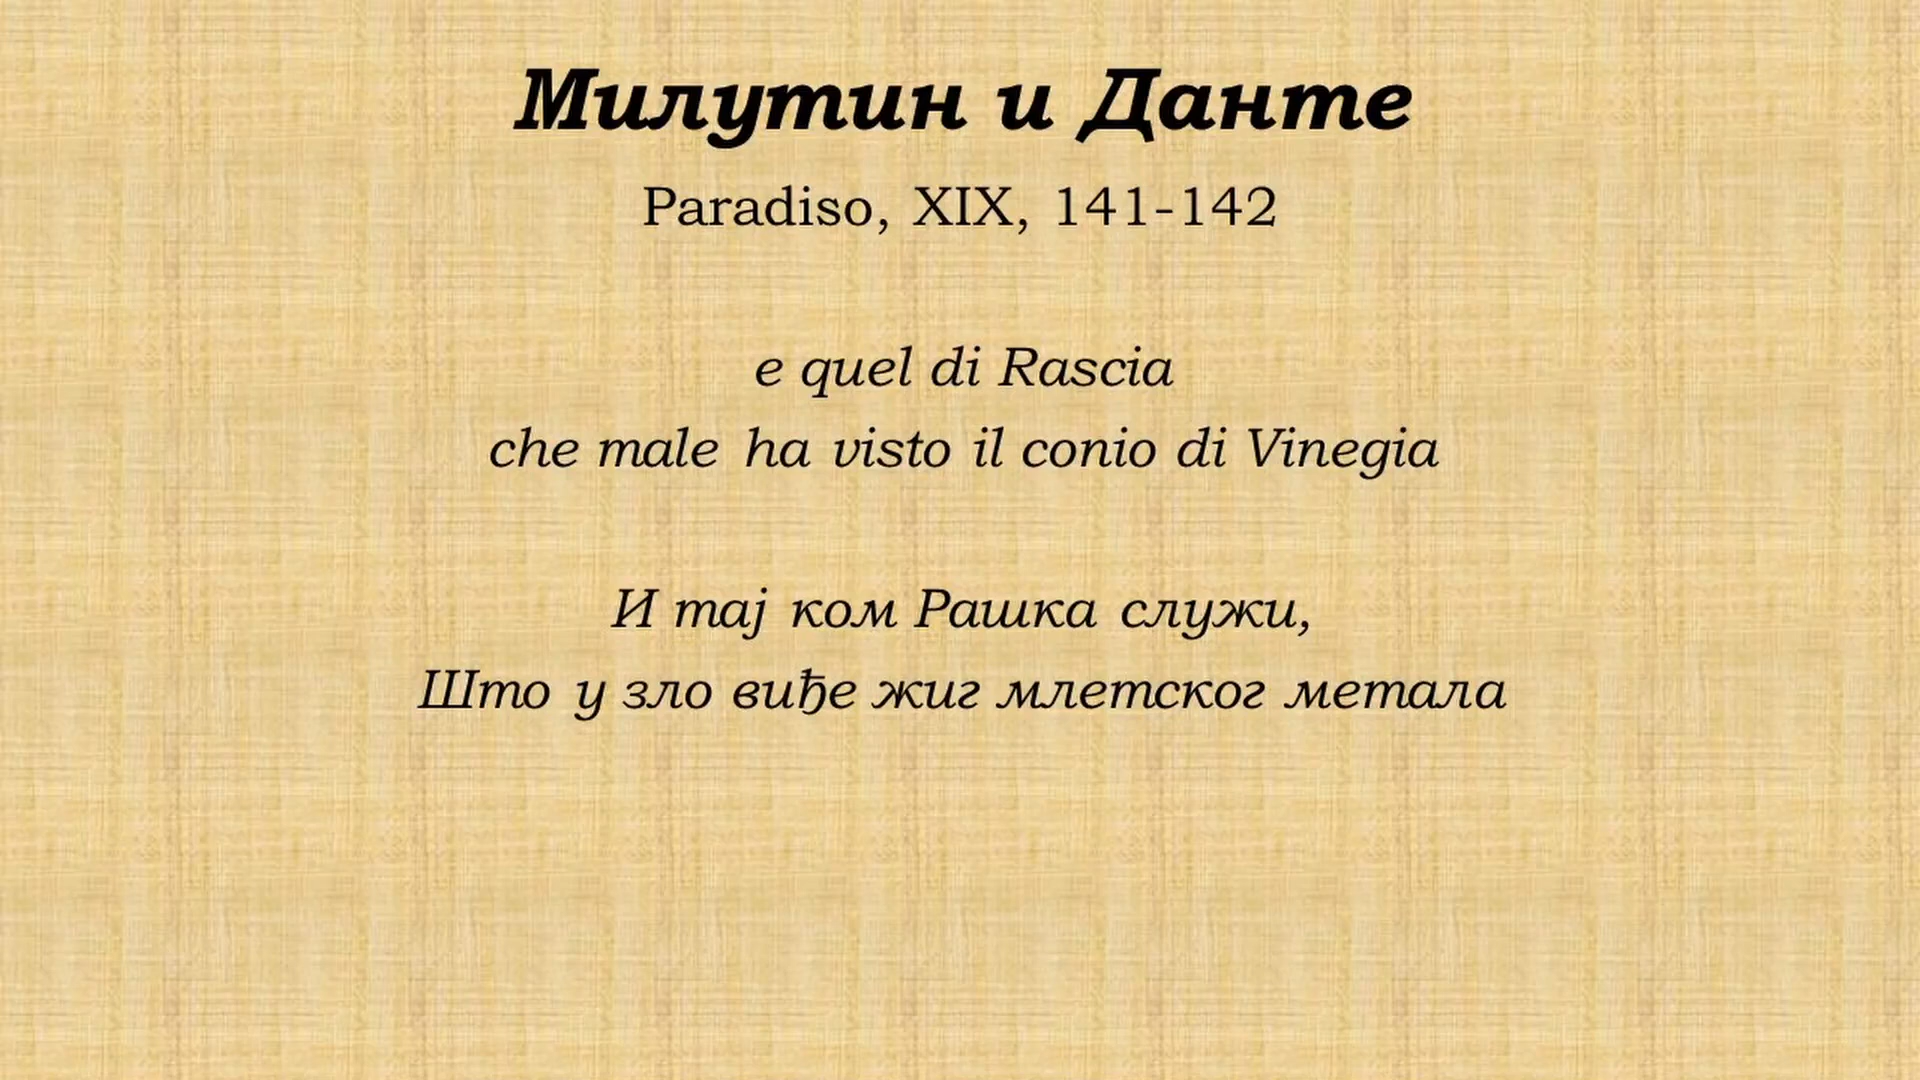 Милутин и Данте
Paradiso, XIX, 141-142
e quel di Rascia
che male ha visto il conio di Vinegia
И тај ком Рашка служи,
Што у зло виђе жиг млетског метала